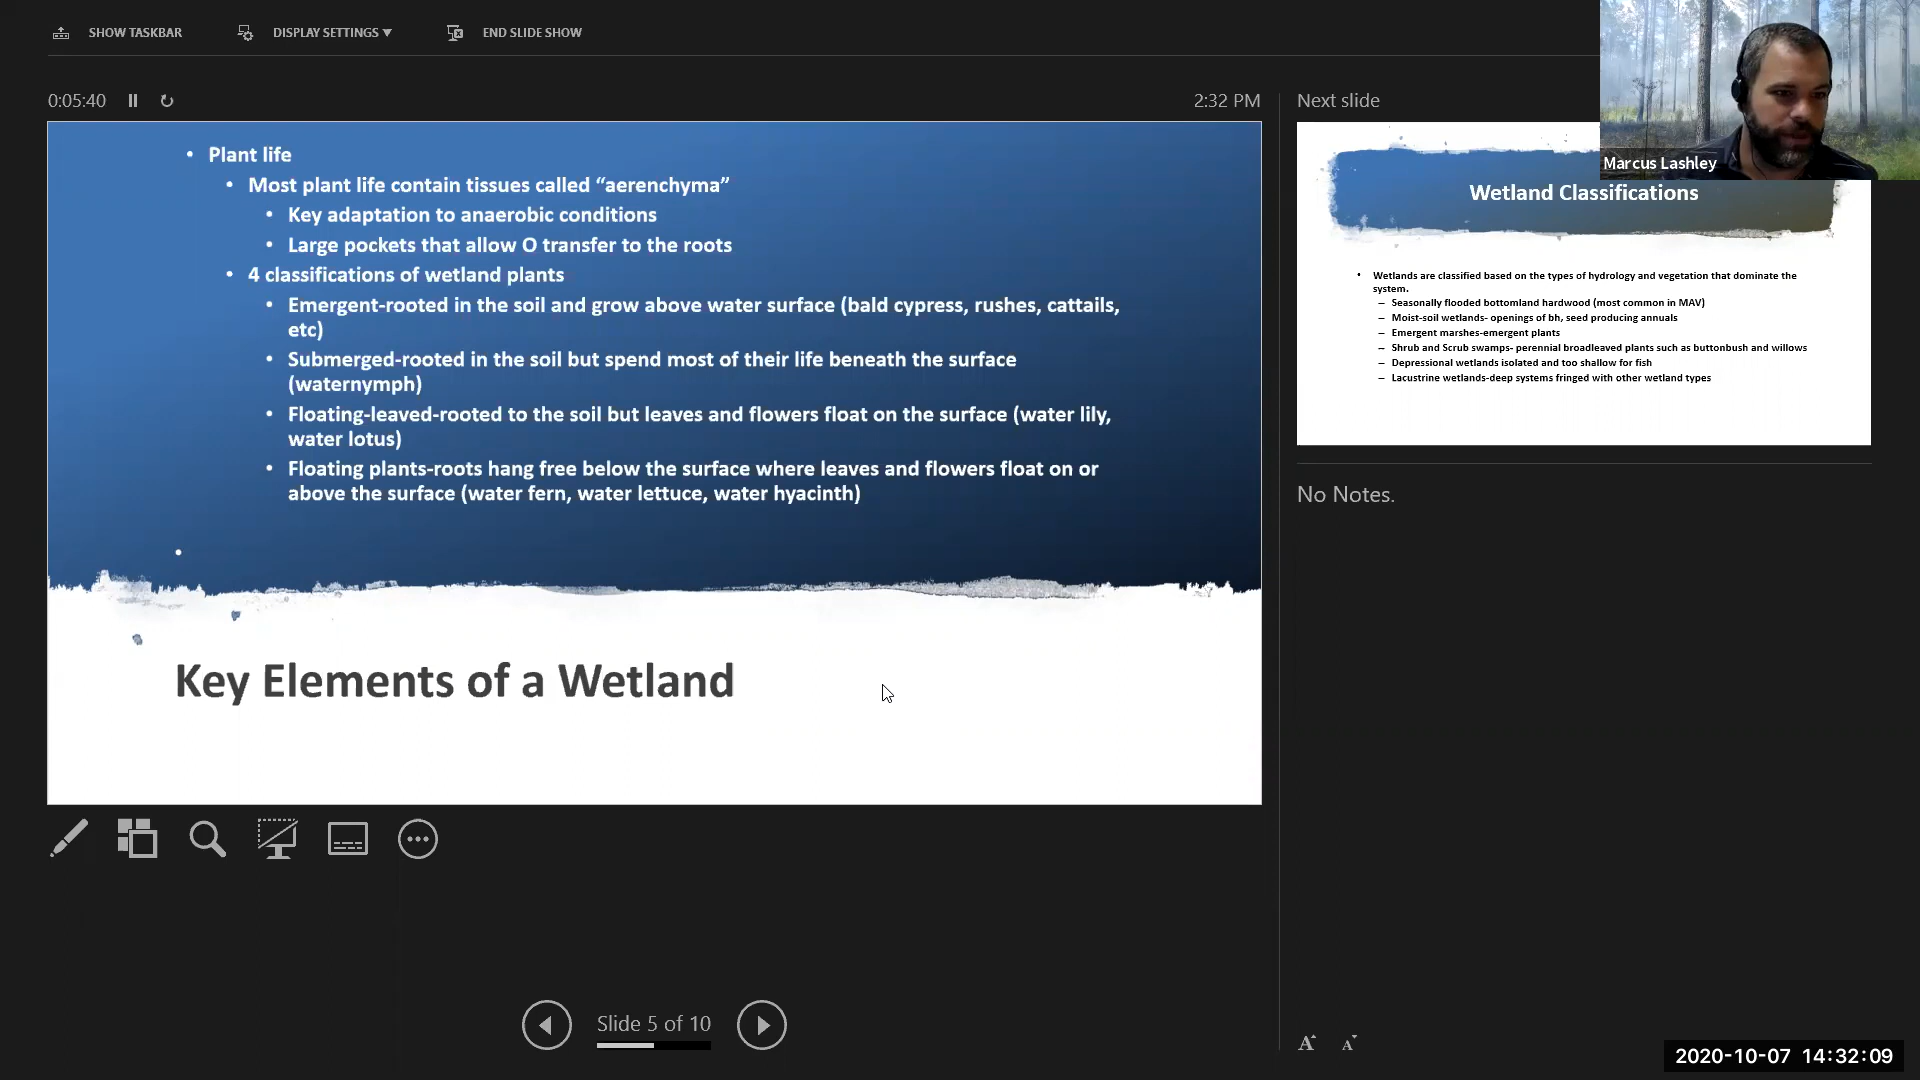 SHOW TASKBAR
DISPLAY SETTINGS ▼
END SLIDE SHOW
0:05:40
2:32 PM
Next slide
• Plant life
• Most plant life contain tissues called “aerenchyma”
• Key adaptation to anaerobic conditions
• Large pockets that allow O transfer to the roots
• 4 classifications of wetland plants
• Emergent-rooted in the soil and grow above water surface (bald cypress, rushes, cattails,
etc)
• Submerged-rooted in the soil but spend most of their life beneath the surface
(waternymph)
• Floating-leaved-rooted to the soil but leaves and flowers float on the surface (water lily,
water lotus)
• Floating plants-roots hang free below the surface where leaves and flowers float on or
above the surface (water fern, water lettuce, water hyacinth)
•
Key Elements of a Wetland
Marcus Lashley
Wetland Classifications
• Wetlands are classified based on the types of hydrology and vegetation that dominate the
system.
– Seasonally flooded bottomland hardwood (most common in MAV)
– Moist-soil wetlands- openings of bh, seed producing annuals
– Emergent marshes-emergent plants
– Shrub and Scrub swamps- perennial broadleaved plants such as buttonbush and willows
– Depressional wetlands isolated and too shallow for fish
– Lacustrine wetlands-deep systems fringed with other wetland types
No Notes.
Slide 5 of 10
A A
2020-10-07 14:32:09